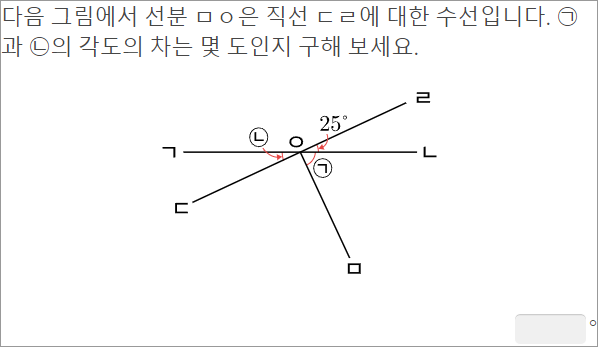 다음 그림에서 선분 ㅁㅇ은 직선 ㄷㄹ에 대한 수선입니다. ㉠
과 ㉡의 각도의 차는 몇 도인지 구해 보세요.
ㄹ
25°
㉡
ㅇ
ㄱ
ㄴ
㉠
ㄷ
ㅁ
°